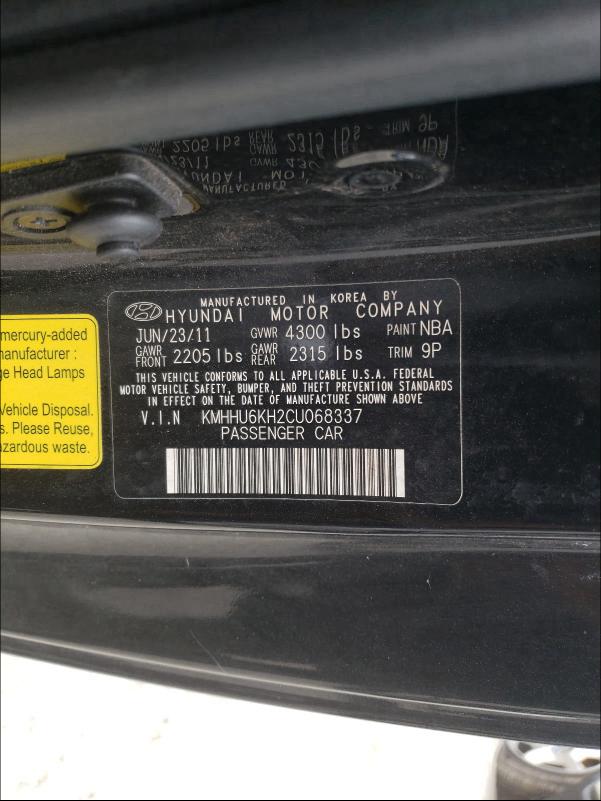 MANUFACTURED IN KOREA BY
HYUNDAI MOTOR COMPANY
JUN/23/11 GVWR 4300 lbs PAINT NBA
GAWR FRONT 2205 lbs GAWR REAR 2315 lbs TRIM 9P
THIS VEHICLE CONFORMS TO ALL APPLICABLE U.S.A. FEDERAL
MOTOR VEHICLE SAFETY, BUMPER, AND THEFT PREVENTION STANDARDS
IN EFFECT ON THE DATE OF MANUFACTURE SHOWN ABOVE
V.I.N KMHHU6KH2CU068337
PASSENGER CAR
mercury-added
manufacturer :
ge Head Lamps
Vehicle Disposal.
s. Please Reuse,
azardous waste.